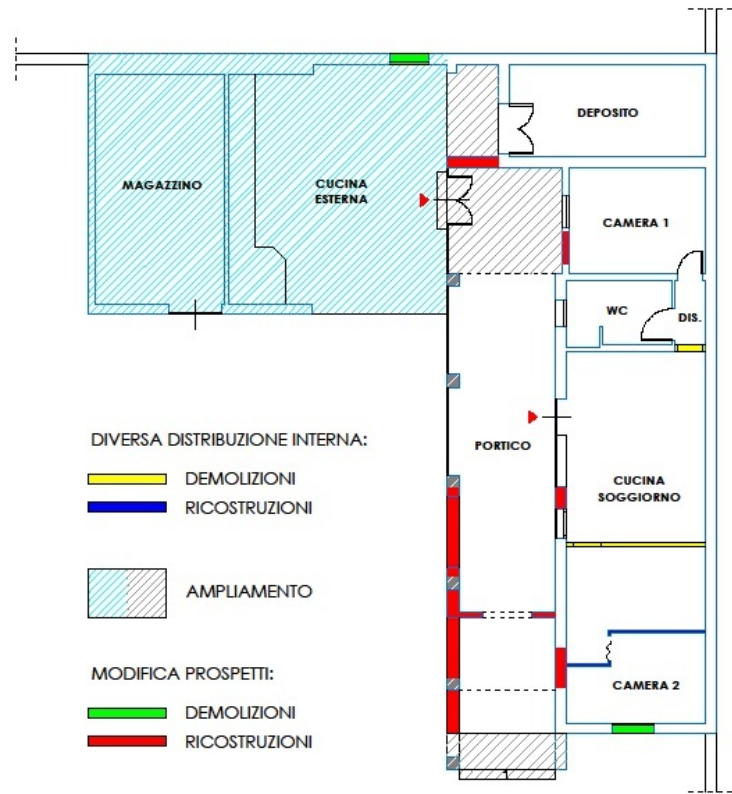 DEPOSITO
MAGAZZINO
CUCINA
ESTERNA
CAMERA 1
WC
DIS.
PORTICO
CUCINA
SOGGIORNO
CAMERA 2
DIVERSA DISTRIBUZIONE INTERNA:
DEMOLIZIONI
RICOSTRUZIONI
AMPLIAMENTO
MODIFICA PROSPETTI:
DEMOLIZIONI
RICOSTRUZIONI